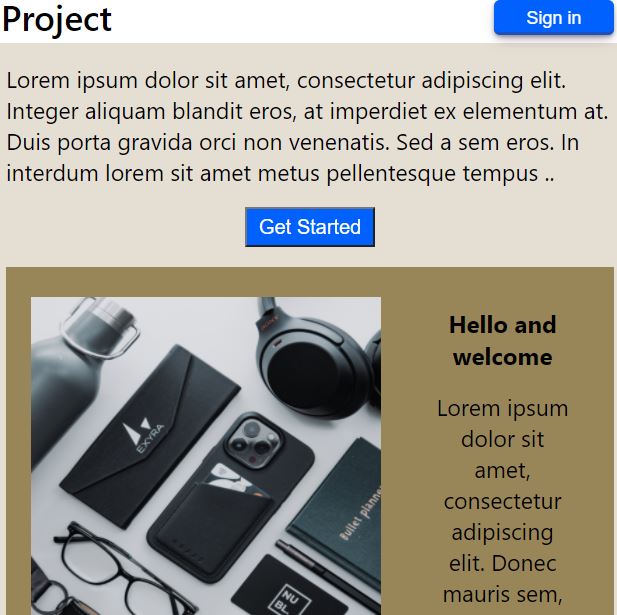 Project
Sign in
Lorem ipsum dolor sit amet, consectetur adipiscing elit.
Integer aliquam blandit eros, at imperdiet ex elementum at.
Duis porta gravida orci non venenatis. Sed a sem eros. In
interdum lorem sit amet metus pellentesque tempus ..
Get Started
Hello and
welcome
Lorem ipsum
dolor sit
amet,
consectetur
adipiscing
elit. Donec
mauris sem,
EXYRA
Bullet planner
NU
BL